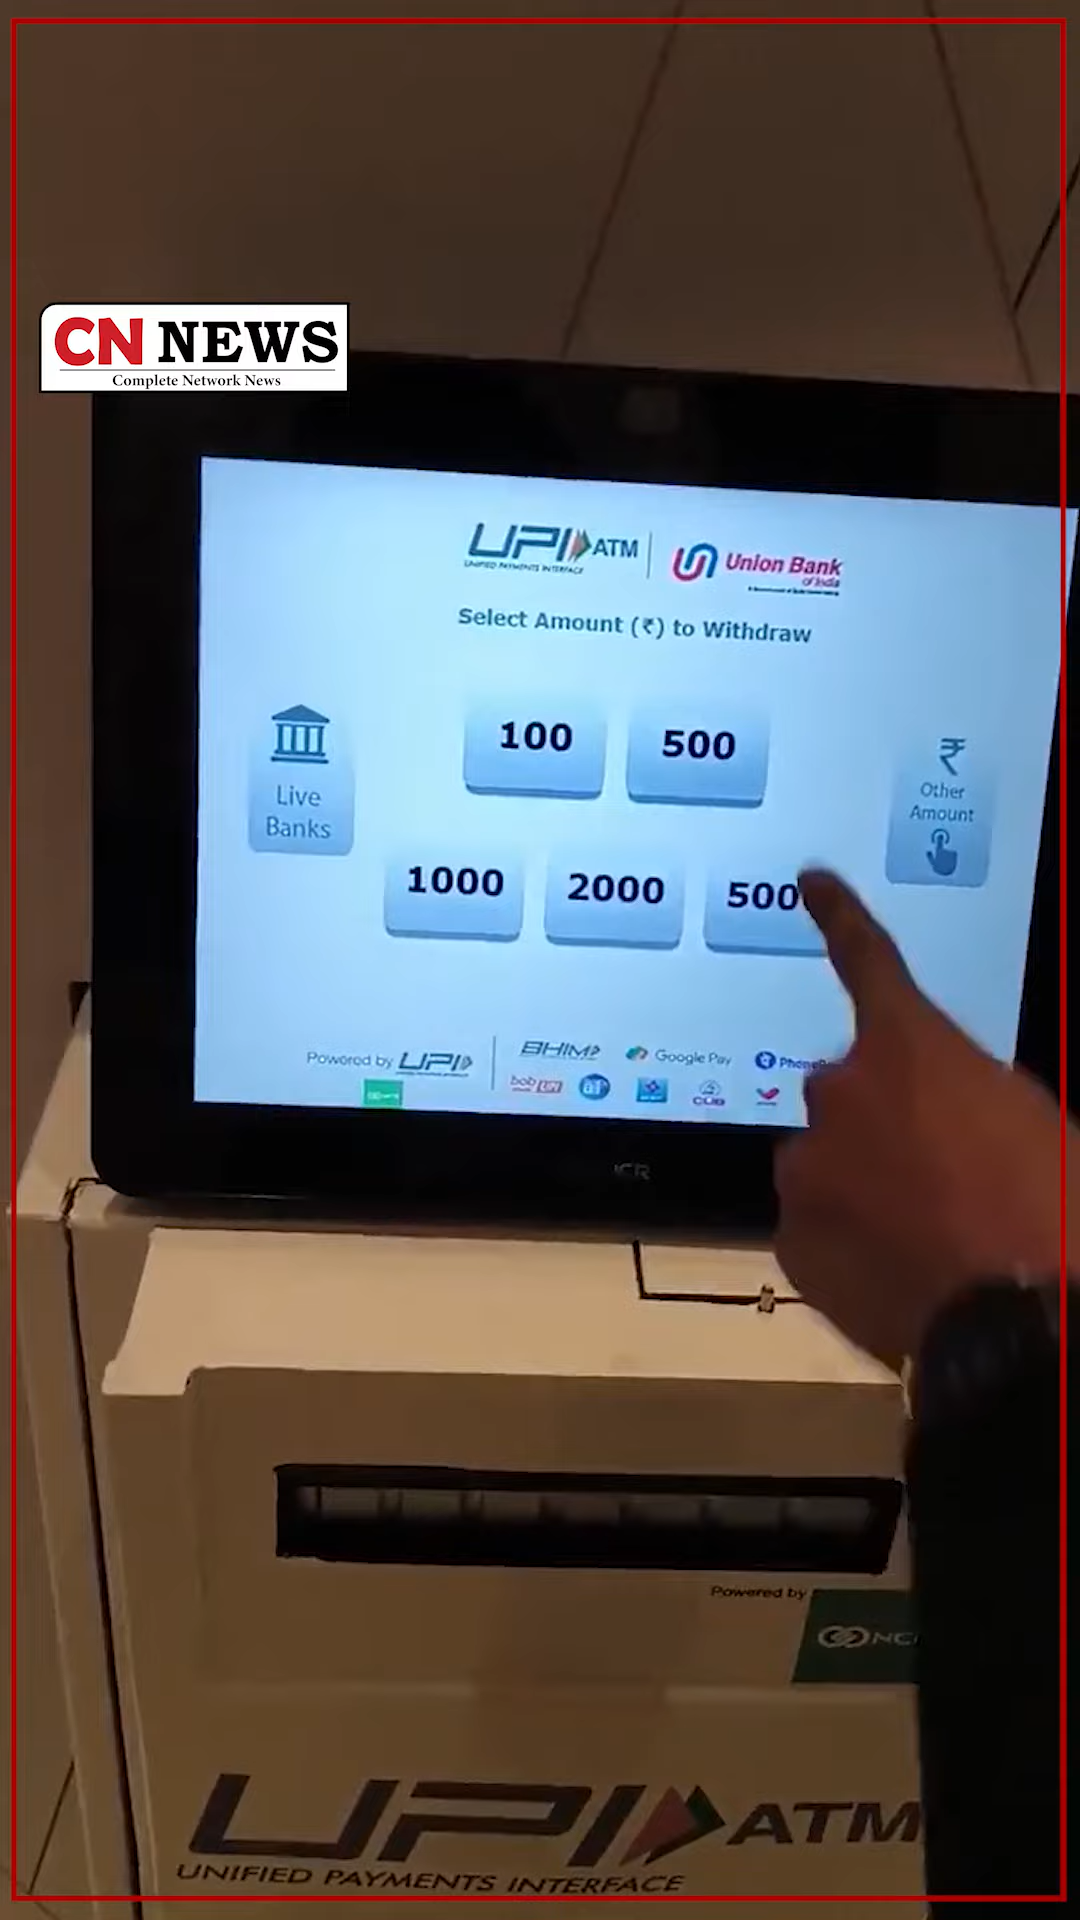 CN NEWS
Complete Network News
UPI ATM
UNIFIED PAYMENTS INTERFACE
Union Bank
of India
Select Amount (₹) to Withdraw
100
500
₹
Other
Amount
Live
Banks
1000
2000
500
Powered by UPI
BHIM
Google Pay
Phone
bob UPI
CUB
NCR
Powered by
NC
UPI ATM
UNIFIED PAYMENTS INTERFACE